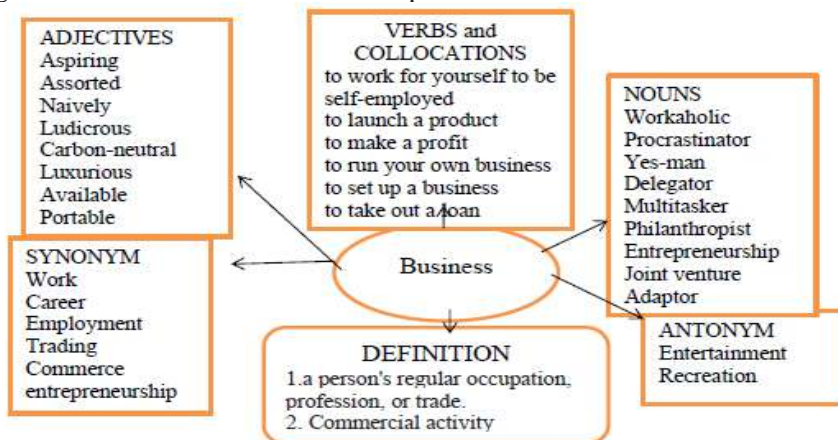 ADJECTIVES
Aspiring
Assorted
Naively
Ludicrous
Carbon-neutral
Luxurious
Available
Portable
VERBS and
COLLOCATIONS
to work for yourself to be
self-employed
to launch a product
to make a profit
to run your own business
to set up a business
to take out a loan
NOUNS
Workaholic
Procrastinator
Yes-man
Delegator
Multitasker
Philanthropist
Entrepreneurship
Joint venture
Adaptor
SYNONYM
Work
Career
Employment
Trading
Commerce
entrepreneurship
Business
ANTONYM
Entertainment
Recreation
DEFINITION
1.a person's regular occupation,
profession, or trade.
2. Commercial activity